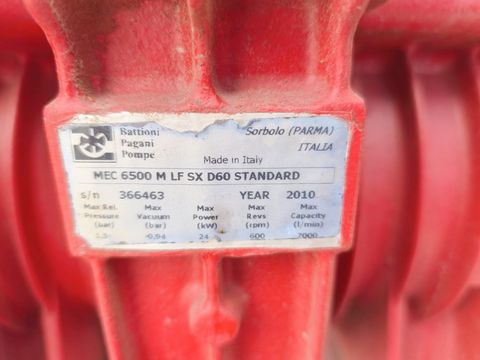 Battioni Sorbolo (PARMA)
Pagani ITALIA
Pompe Made in Italy
MEC 6500 M LF SX D60 STANDARD
s/n 366463 YEAR 2010
Max Rel. Max Max Max Max
Pressure Vacuum Power Revs Capacity
(bar) (bar) (kW) (rpm) (l/min)
-0,94 24 600 7000